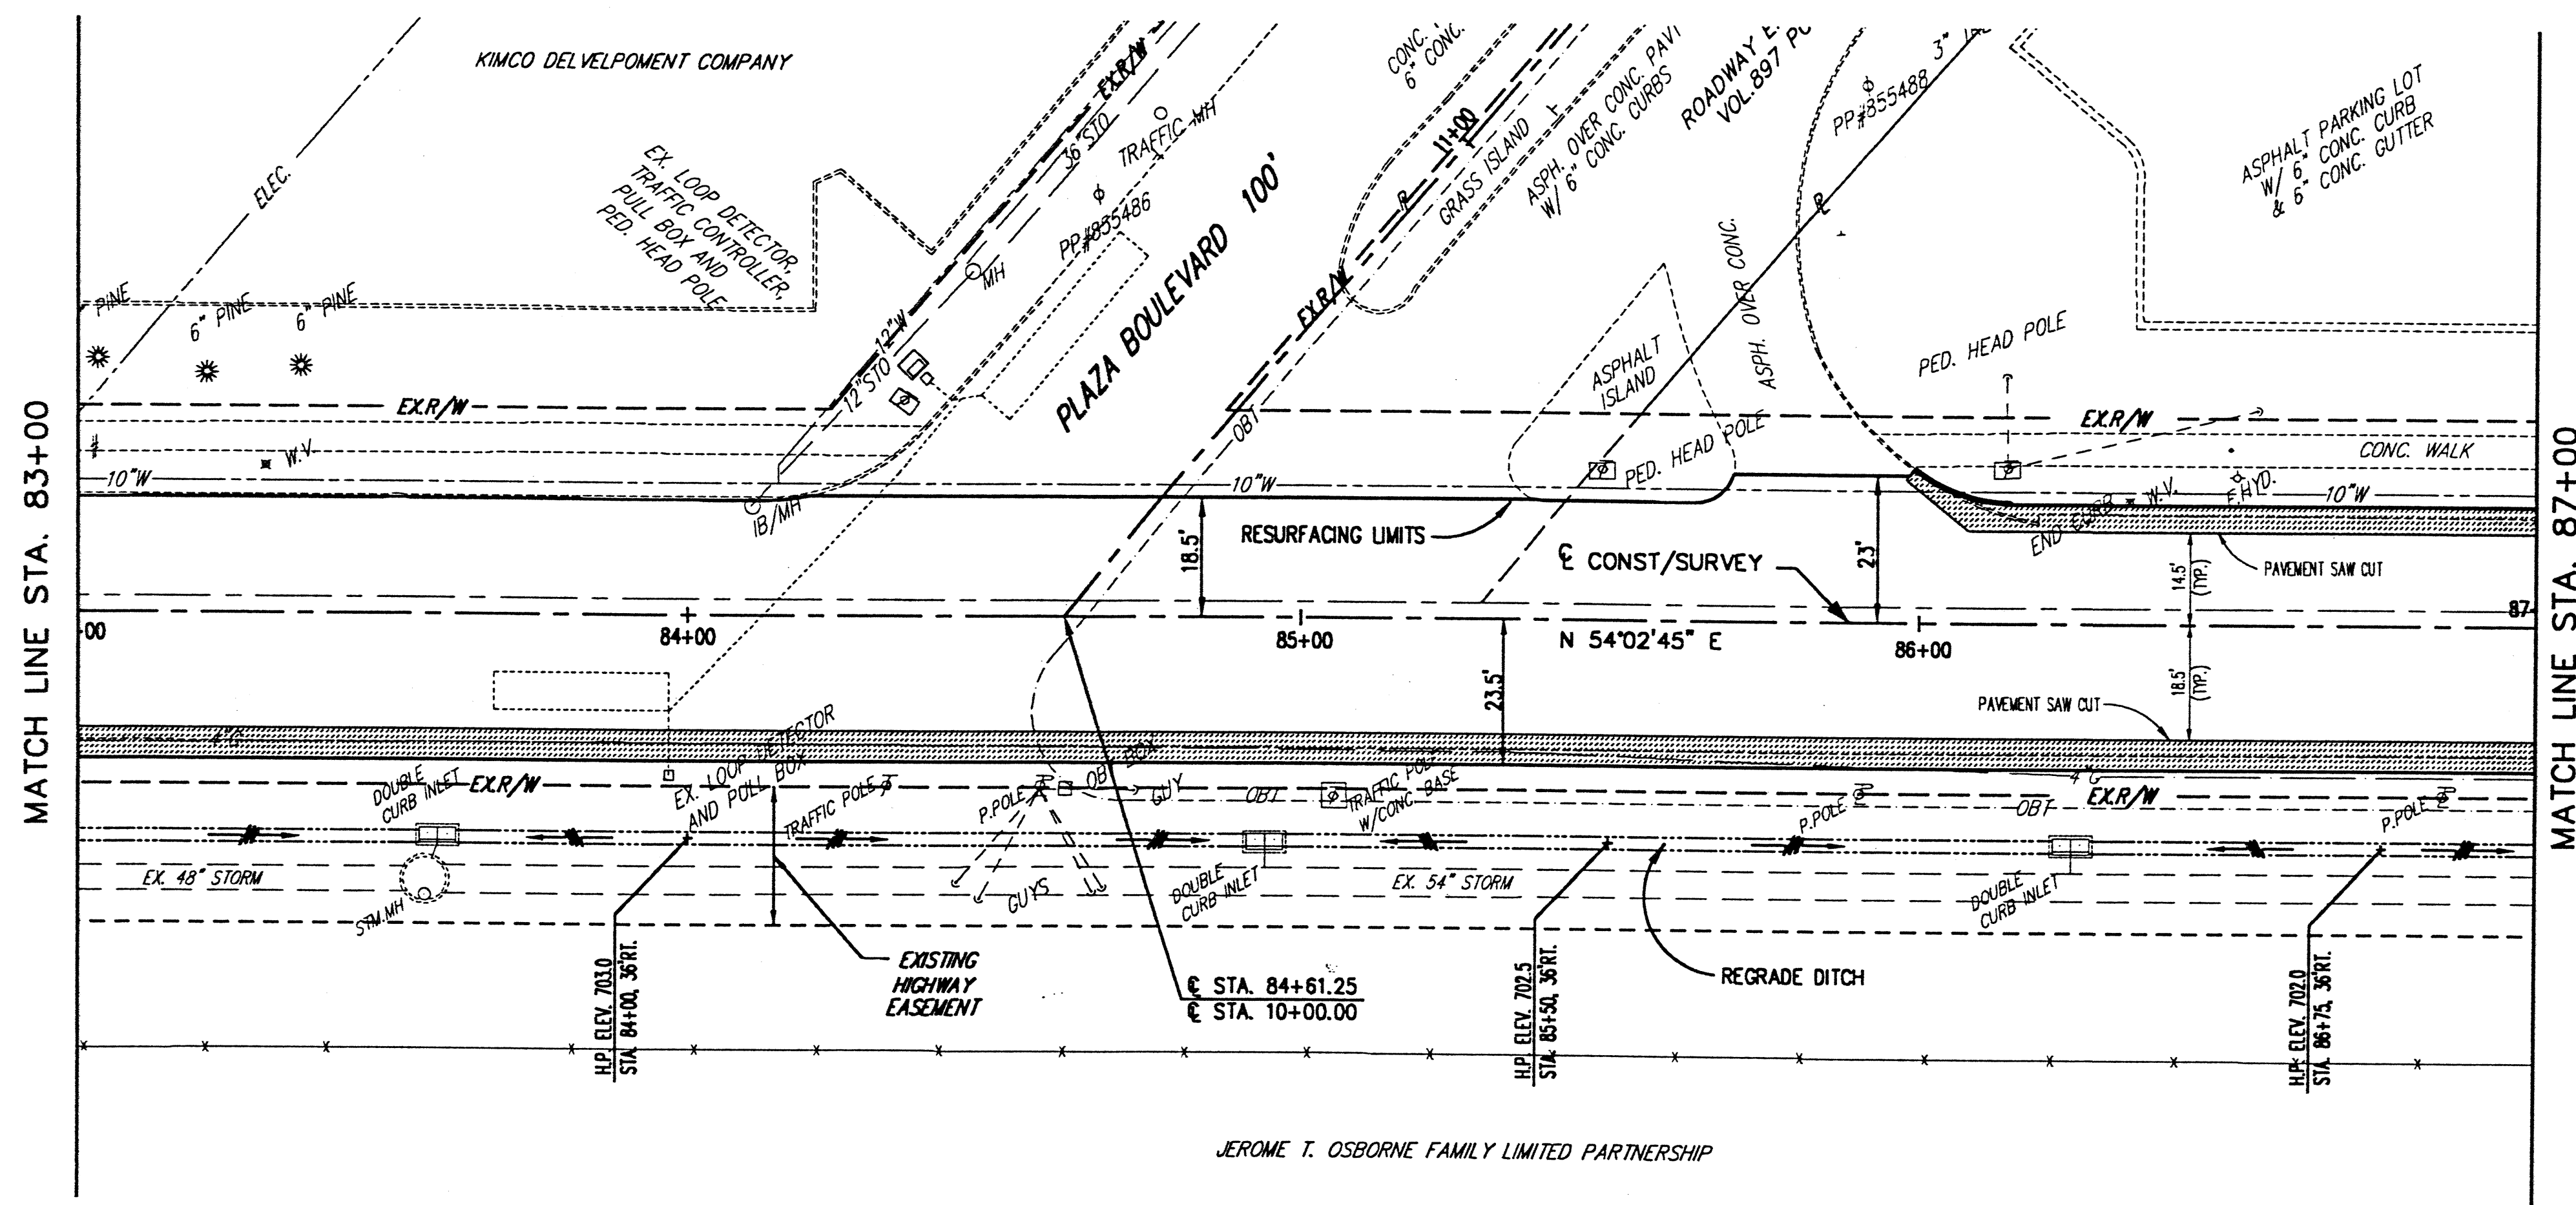 MATCH LINE STA. 83+00
KIMCO DELVELPOMENT COMPANY
ELEC.
EX. LOOP DETECTOR,
TRAFFIC CONTROLLER,
PULL BOX AND
PED. HEAD POLE
EX.R/W
36"STO
TRAFFIC MH
PP#855486
MH
PLAZA BOULEVARD 100'
CONC.
6" CONC.
11+00
GRASS ISLAND
ASPH. OVER CONC. PAV
W/ 6" CONC. CURBS
ROADWAY E.
VOL.897
3"
PP#855488
ASPHALT PARKING LOT
W/ 6" CONC. CURB
& 6" CONC. GUTTER
PINE
6" PINE
6" PINE
12"W
12"STO
EX.R/W
EX.R/W
OBT
ASPHALT
ISLAND
ASPH. OVER CONC.
PED. HEAD POLE
PED. HEAD POLE
EX.R/W
CONC. WALK
W.V.
10"W
IB/MH
10"W
18.5'
RESURFACING LIMITS
℄ CONST/SURVEY
23'
END CURB
W.V.
F.HYD.
10"W
14.5'
(TYP.)
PAVEMENT SAW CUT
00
84+00
85+00
N 54°02'45" E
86+00
87
23.5'
18.5'
(TYP.)
PAVEMENT SAW CUT
4"G
DOUBLE
CURB INLET
EX.R/W
EX. LOOP DETECTOR
AND PULL BOX
TRAFFIC POLE
P.POLE
OBT BOX
GUY
OBT
TRAFFIC POLE
W/CONC. BASE
P.POLE
4"G
EX.R/W
OBT
P.POLE
EX. 48" STORM
STM.MH
GUYS
DOUBLE
CURB INLET
EX. 54" STORM
DOUBLE
CURB INLET
H.P. ELEV. 703.0
STA. 84+00, 36'RT.
EXISTING
HIGHWAY
EASEMENT
℄ STA. 84+61.25
℄ STA. 10+00.00
H.P. ELEV. 702.5
STA. 85+50, 36'RT.
REGRADE DITCH
H.P. ELEV. 702.0
STA. 86+75, 36'RT.
JEROME T. OSBORNE FAMILY LIMITED PARTNERSHIP
MATCH LINE STA. 87+00